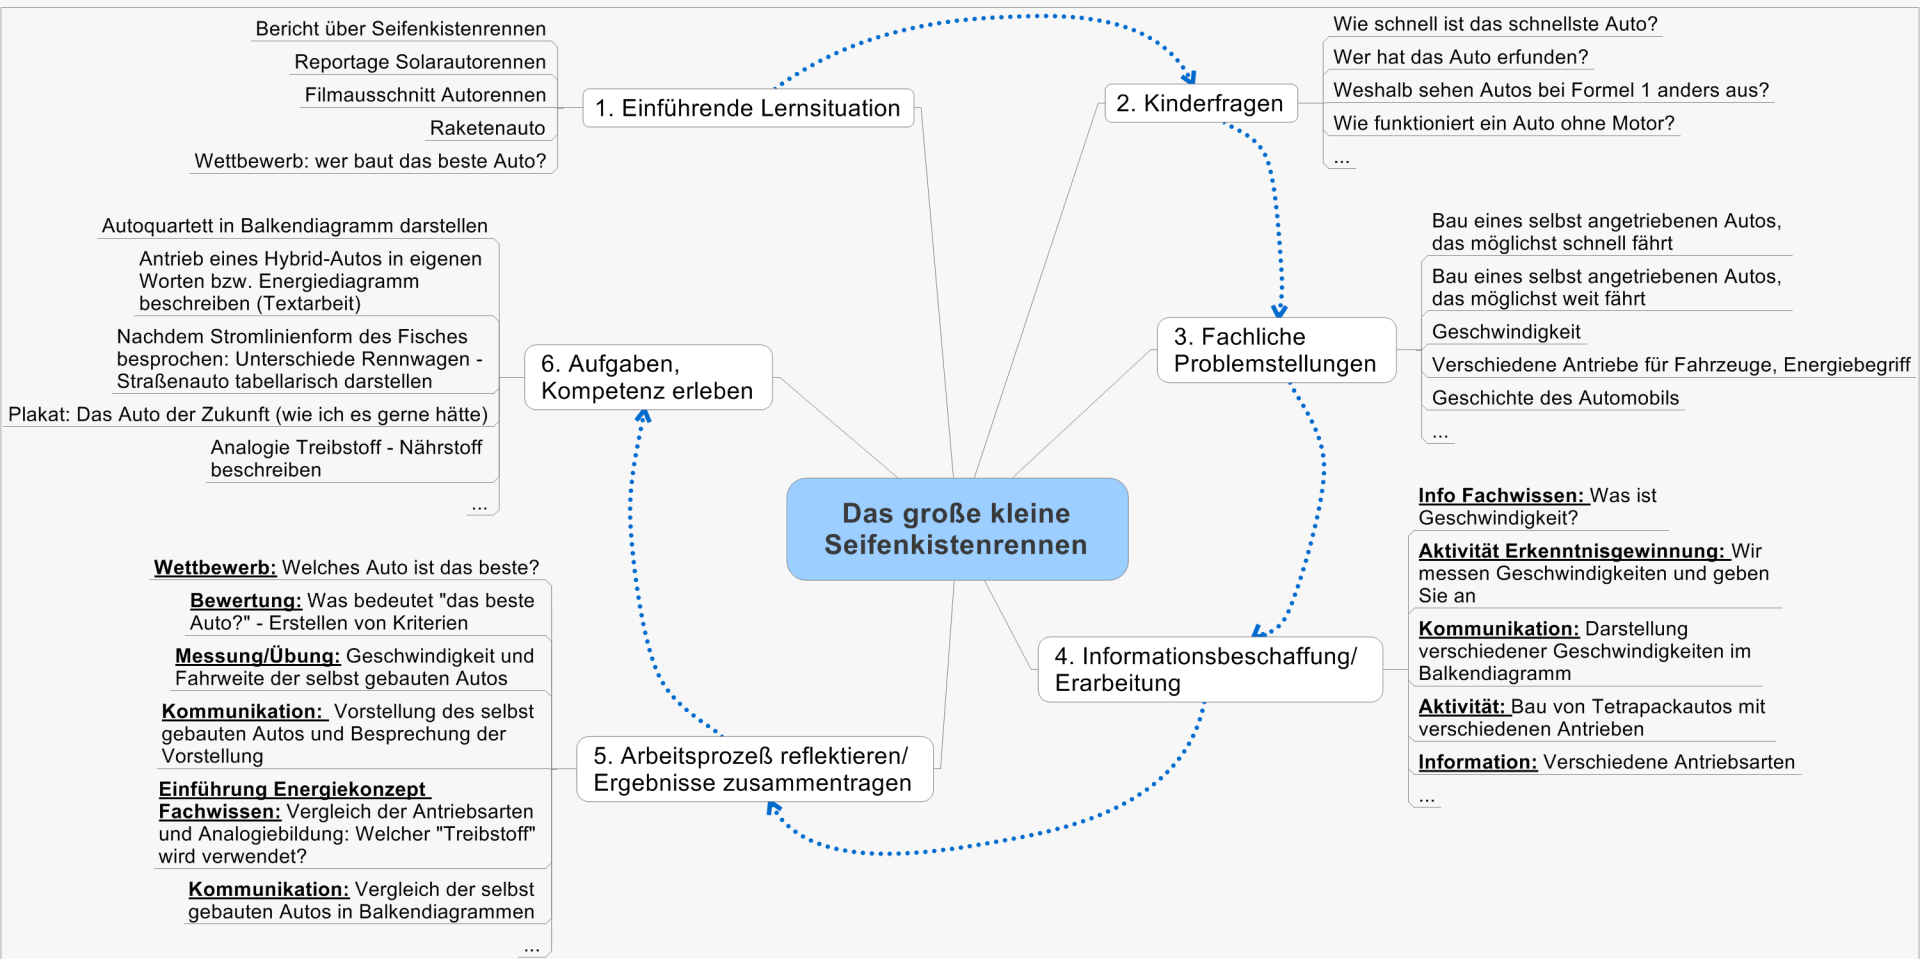 Das große kleine
Seifenkistenrennen
1. Einführende Lernsituation
Bericht über Seifenkistenrennen
Reportage Solarautorennen
Filmausschnitt Autorennen
Raketenauto
Wettbewerb: wer baut das beste Auto?
2. Kinderfragen
Wie schnell ist das schnellste Auto?
Wer hat das Auto erfunden?
Weshalb sehen Autos bei Formel 1 anders aus?
Wie funktioniert ein Auto ohne Motor?
...
3. Fachliche
Problemstellungen
Bau eines selbst angetriebenen Autos,
das möglichst schnell fährt
Bau eines selbst angetriebenen Autos,
das möglichst weit fährt
Geschwindigkeit
Verschiedene Antriebe für Fahrzeuge, Energiebegriff
Geschichte des Automobils
...
4. Informationsbeschaffung/
Erarbeitung
Info Fachwissen: Was ist
Geschwindigkeit?
Aktivität Erkenntnisgewinnung: Wir
messen Geschwindigkeiten und geben
Sie an
Kommunikation: Darstellung
verschiedener Geschwindigkeiten im
Balkendiagramm
Aktivität: Bau von Tetrapackautos mit
verschiedenen Antrieben
Information: Verschiedene Antriebsarten
...
5. Arbeitsprozeß reflektieren/
Ergebnisse zusammentragen
Wettbewerb: Welches Auto ist das beste?
Bewertung: Was bedeutet "das beste
Auto?" - Erstellen von Kriterien
Messung/Übung: Geschwindigkeit und
Fahrweite der selbst gebauten Autos
Kommunikation: Vorstellung des selbst
gebauten Autos und Besprechung der
Vorstellung
Einführung Energiekonzept
Fachwissen: Vergleich der Antriebsarten
und Analogiebildung: Welcher "Treibstoff"
wird verwendet?
Kommunikation: Vergleich der selbst
gebauten Autos in Balkendiagrammen
...
6. Aufgaben,
Kompetenz erleben
Autoquartett in Balkendiagramm darstellen
Antrieb eines Hybrid-Autos in eigenen
Worten bzw. Energiediagramm
beschreiben (Textarbeit)
Nachdem Stromlinienform des Fisches
besprochen: Unterschiede Rennwagen -
Straßenauto tabellarisch darstellen
Plakat: Das Auto der Zukunft (wie ich es gerne hätte)
Analogie Treibstoff - Nährstoff
beschreiben
...